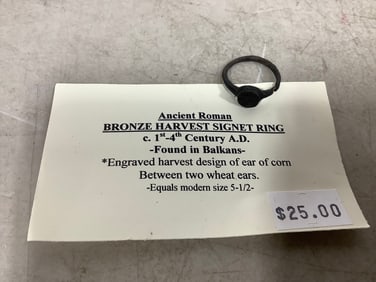 Ancient Roman
BRONZE HARVEST SIGNET RING
c. 1st-4th Century A.D.
-Found in Balkans-
*Engraved harvest design of ear of corn
Between two wheat ears.
-Equals modern size 5-1/2-
$25.00